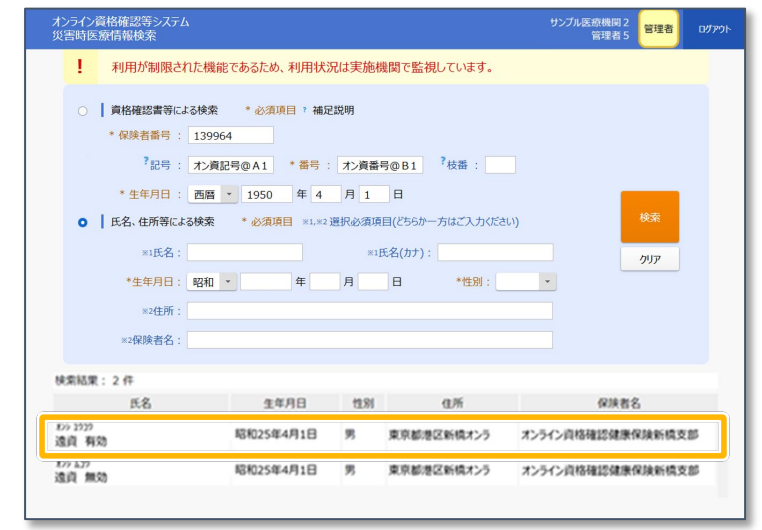 オンライン資格確認等システム
災害時医療情報検索
サンプル医療機関2
管理者5
管理者
ログアウト
! 利用が制限された機能であるため、利用状況は実施機関で監視しています。
資格確認書等による検索 * 必須項目 ? 補足説明
* 保険者番号 : 139964
?記号 : オン資記号@A1 * 番号 : オン資番号@B1 ?枝番 :
* 生年月日 : 西暦 1950 年 4 月 1 日
氏名、住所等による検索 * 必須項目 ※1,※2 選択必須項目(どちらか一方はご入力ください)
検索
※1氏名 : ※1氏名(カナ) :
クリア
*生年月日 : 昭和 年 月 日 *性別 :
※2住所 :
※2保険者名 :
検索結果 : 2 件
氏名 生年月日 性別 住所 保険者名
遠資 有効 昭和25年4月1日 男 東京都港区新橋オンラ オンライン資格確認健康保険新橋支部
遠資 無効 昭和25年4月1日 男 東京都港区新橋オンラ オンライン資格確認健康保険新橋支部